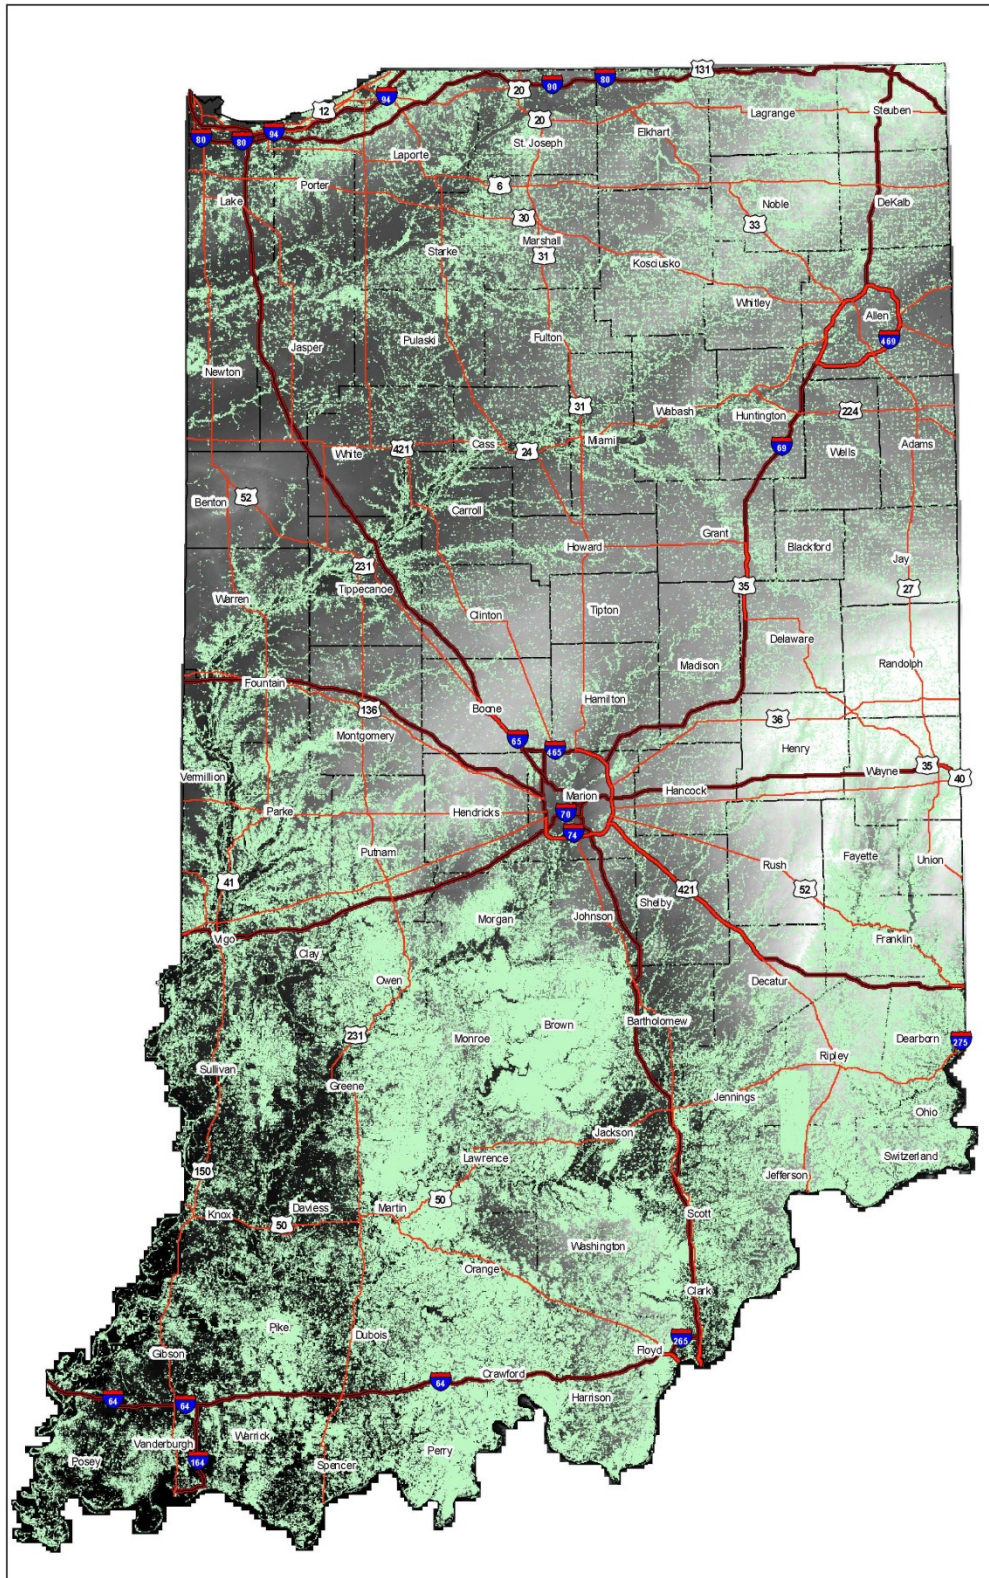 131
94
90
80
20
12
Steuben
Lagrange
20
Elkhart
St. Joseph
80
80
94
Laporte
6
Porter
Lake
Noble
DeKalb
30
33
Marshall
Starke
31
Kosciusko
Whitley
Allen
469
Pulaski
Fulton
Jasper
Newton
31
Wabash
Huntington
224
Miami
Cass
421
White
24
69
Wells
Adams
52
Benton
Carroll
Grant
Howard
Blackford
Jay
231
Tippecanoe
35
27
Warren
Clinton
Tipton
Delaware
Madison
Randolph
Fountain
Hamilton
Boone
136
36
Montgomery
65
465
Henry
35
40
Wayne
Vermillion
Marion
Hancock
Parke
Hendricks
70
74
Putnam
Rush
Fayette
Union
41
421
52
Shelby
Morgan
Johnson
Vigo
Franklin
Clay
Owen
Decatur
Brown
Bartholomew
231
Monroe
Dearborn
275
Sullivan
Ripley
Greene
Jennings
Ohio
Jackson
Lawrence
Switzerland
150
Jefferson
50
Daviess
Martin
Knox
50
Scott
Washington
Orange
Clark
Pike
Dubois
265
Floyd
Gibson
Crawford
64
64
64
Harrison
Warrick
Vanderburgh
Perry
Posey
164
Spencer